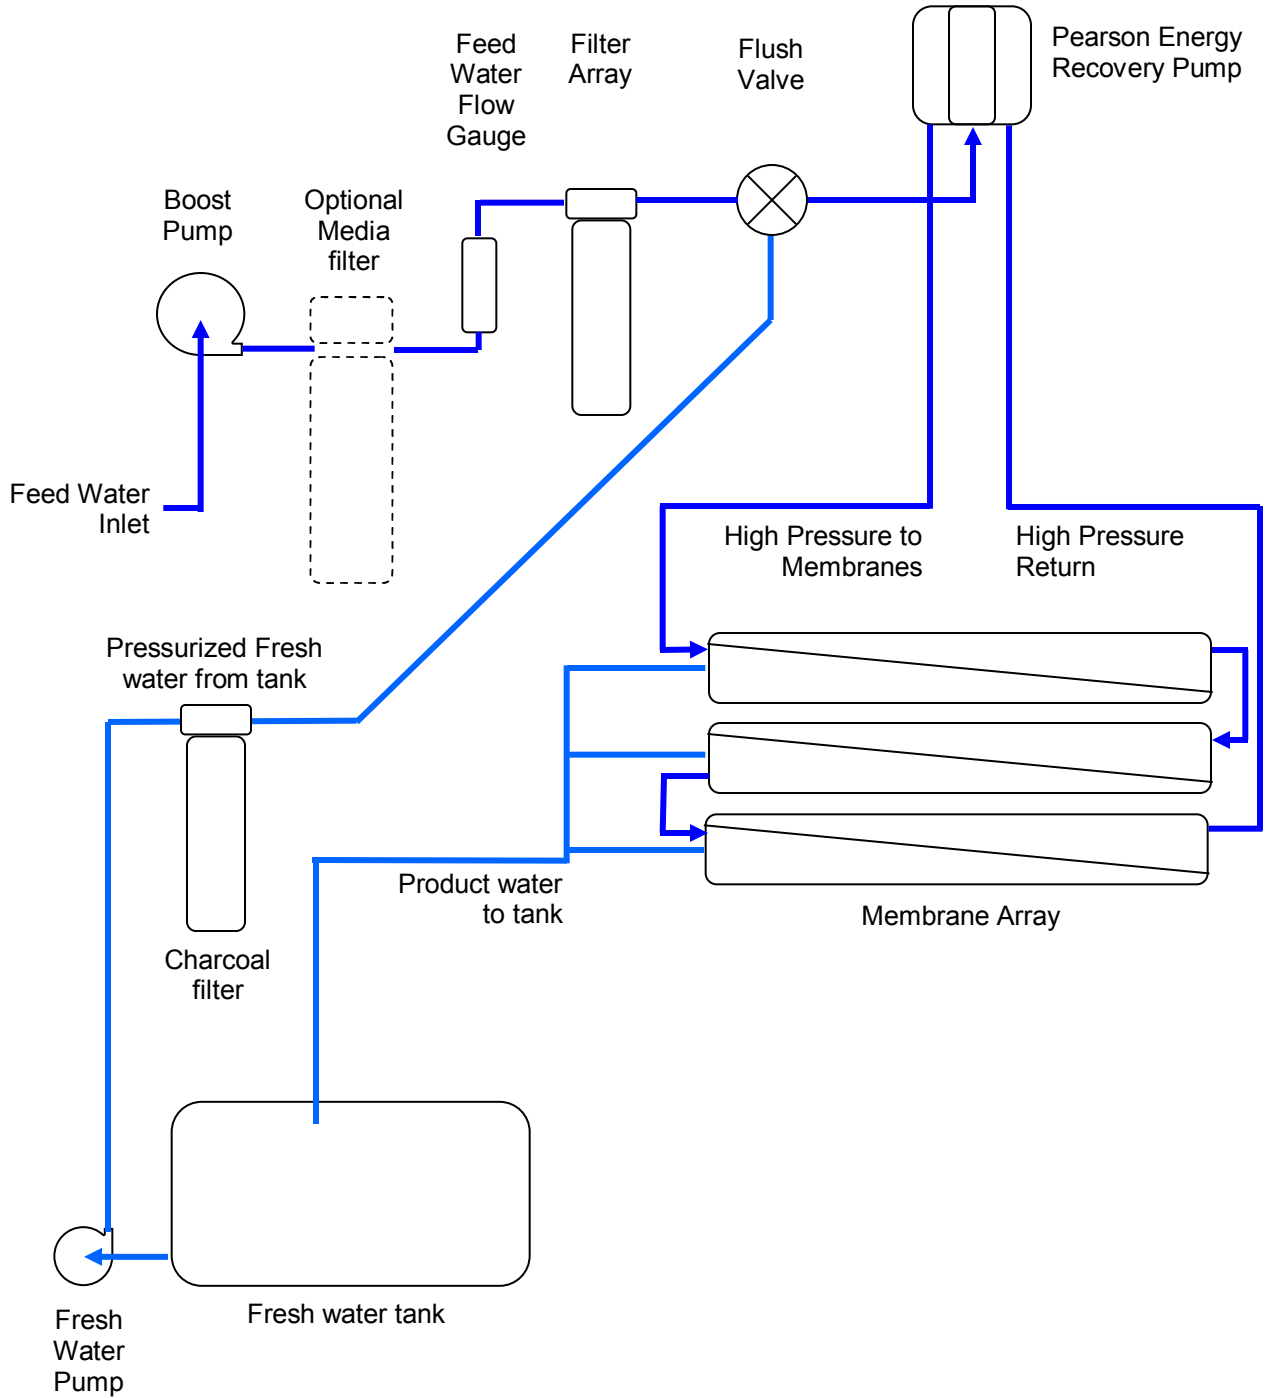 Feed
Water
Flow
Gauge
Filter
Array
Flush
Valve
Pearson Energy
Recovery Pump
Boost
Pump
Optional
Media
filter
Feed Water
Inlet
High Pressure to
Membranes
High Pressure
Return
Pressurized Fresh
water from tank
Product water
to tank
Membrane Array
Charcoal
filter
Fresh water tank
Fresh
Water
Pump